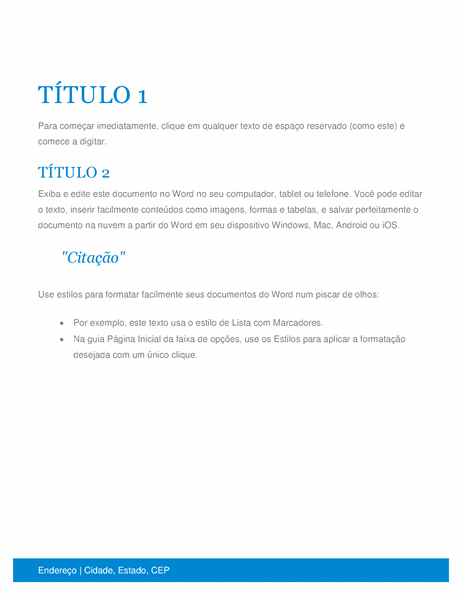 TÍTULO 1
Para começar imediatamente, clique em qualquer texto de espaço reservado (como este) e
comece a digitar.
TÍTULO 2
Exiba e edite este documento no Word no seu computador, tablet ou telefone. Você pode editar
o texto, inserir facilmente conteúdos como imagens, formas e tabelas, e salvar perfeitamente o
documento na nuvem a partir do Word em seu dispositivo Windows, Mac, Android ou iOS.
"Citação"
Use estilos para formatar facilmente seus documentos do Word num piscar de olhos:
• Por exemplo, este texto usa o estilo de Lista com Marcadores.
• Na guia Página Inicial da faixa de opções, use os Estilos para aplicar a formatação
desejada com um único clique.
Endereço | Cidade, Estado, CEP